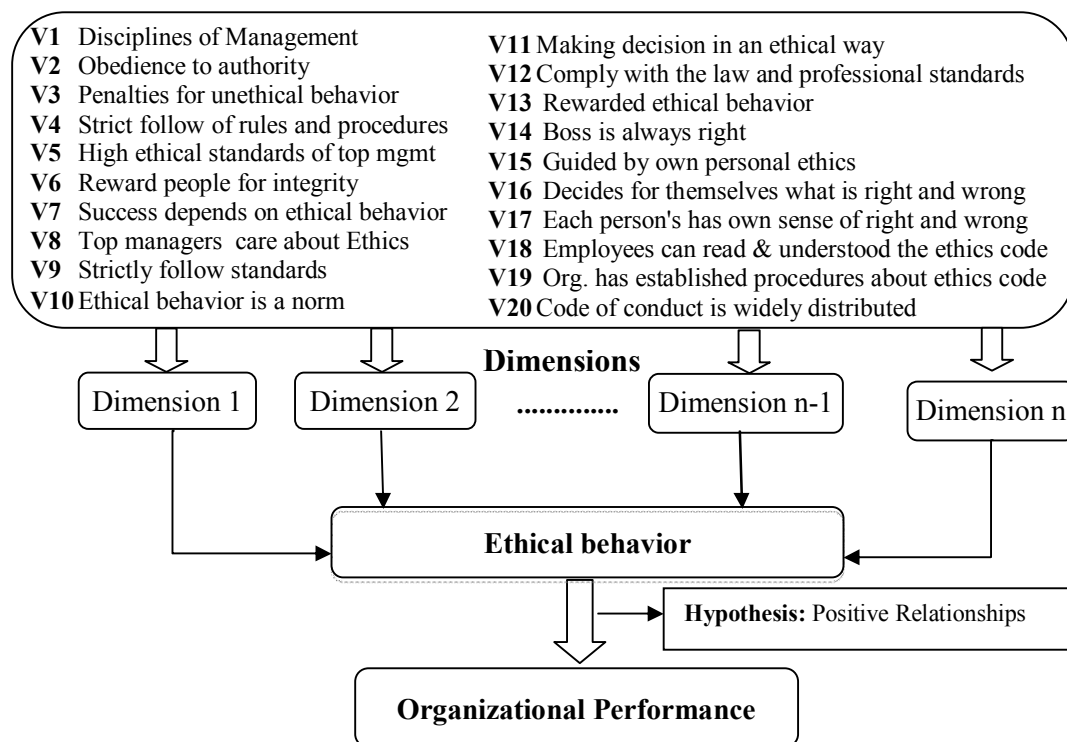 V1 Disciplines of Management
V2 Obedience to authority
V3 Penalties for unethical behavior
V4 Strict follow of rules and procedures
V5 High ethical standards of top mgmt
V6 Reward people for integrity
V7 Success depends on ethical behavior
V8 Top managers care about Ethics
V9 Strictly follow standards
V10 Ethical behavior is a norm
V11 Making decision in an ethical way
V12 Comply with the law and professional standards
V13 Rewarded ethical behavior
V14 Boss is always right
V15 Guided by own personal ethics
V16 Decides for themselves what is right and wrong
V17 Each person's has own sense of right and wrong
V18 Employees can read & understood the ethics code
V19 Org. has established procedures about ethics code
V20 Code of conduct is widely distributed
Dimensions
Dimension 1
Dimension 2
..............
Dimension n-1
Dimension n
Ethical behavior
Hypothesis: Positive Relationships
Organizational Performance